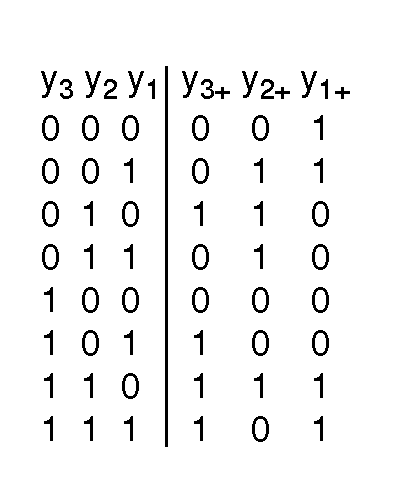 y3 y2 y1 y3+ y2+ y1+
0 0 0 0 0 1
0 0 1 0 1 1
0 1 0 1 1 0
0 1 1 0 1 0
1 0 0 0 0 0
1 0 1 1 0 0
1 1 0 1 1 1
1 1 1 1 0 1